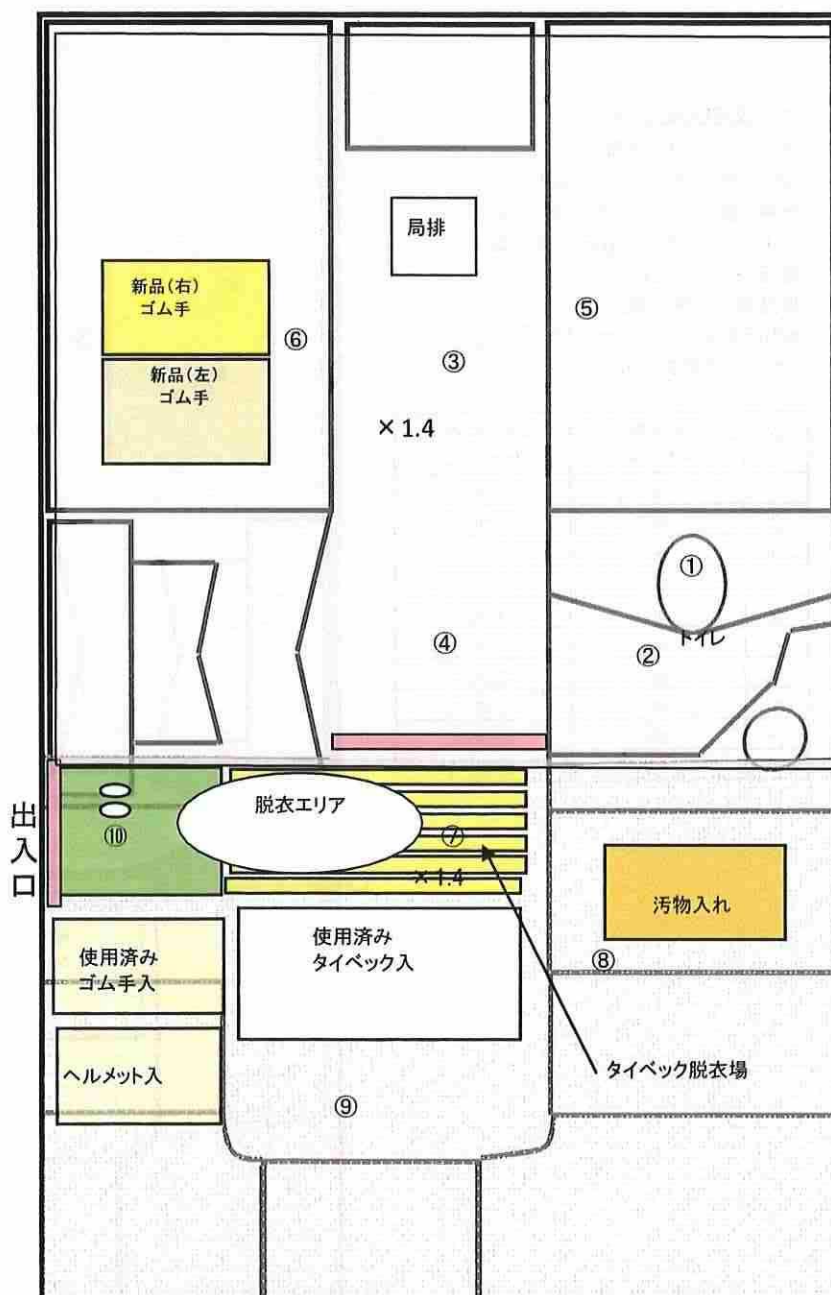 局排
新品(右)
ゴム手
⑥
⑤
③
新品(左)
ゴム手
×1.4
①
④
②
トイレ
出入口
⑩
脱衣エリア
⑦
×1.4
汚物入れ
使用済み
ゴム手入
使用済み
タイベック入
⑧
ヘルメット入
タイベック脱衣場
⑨